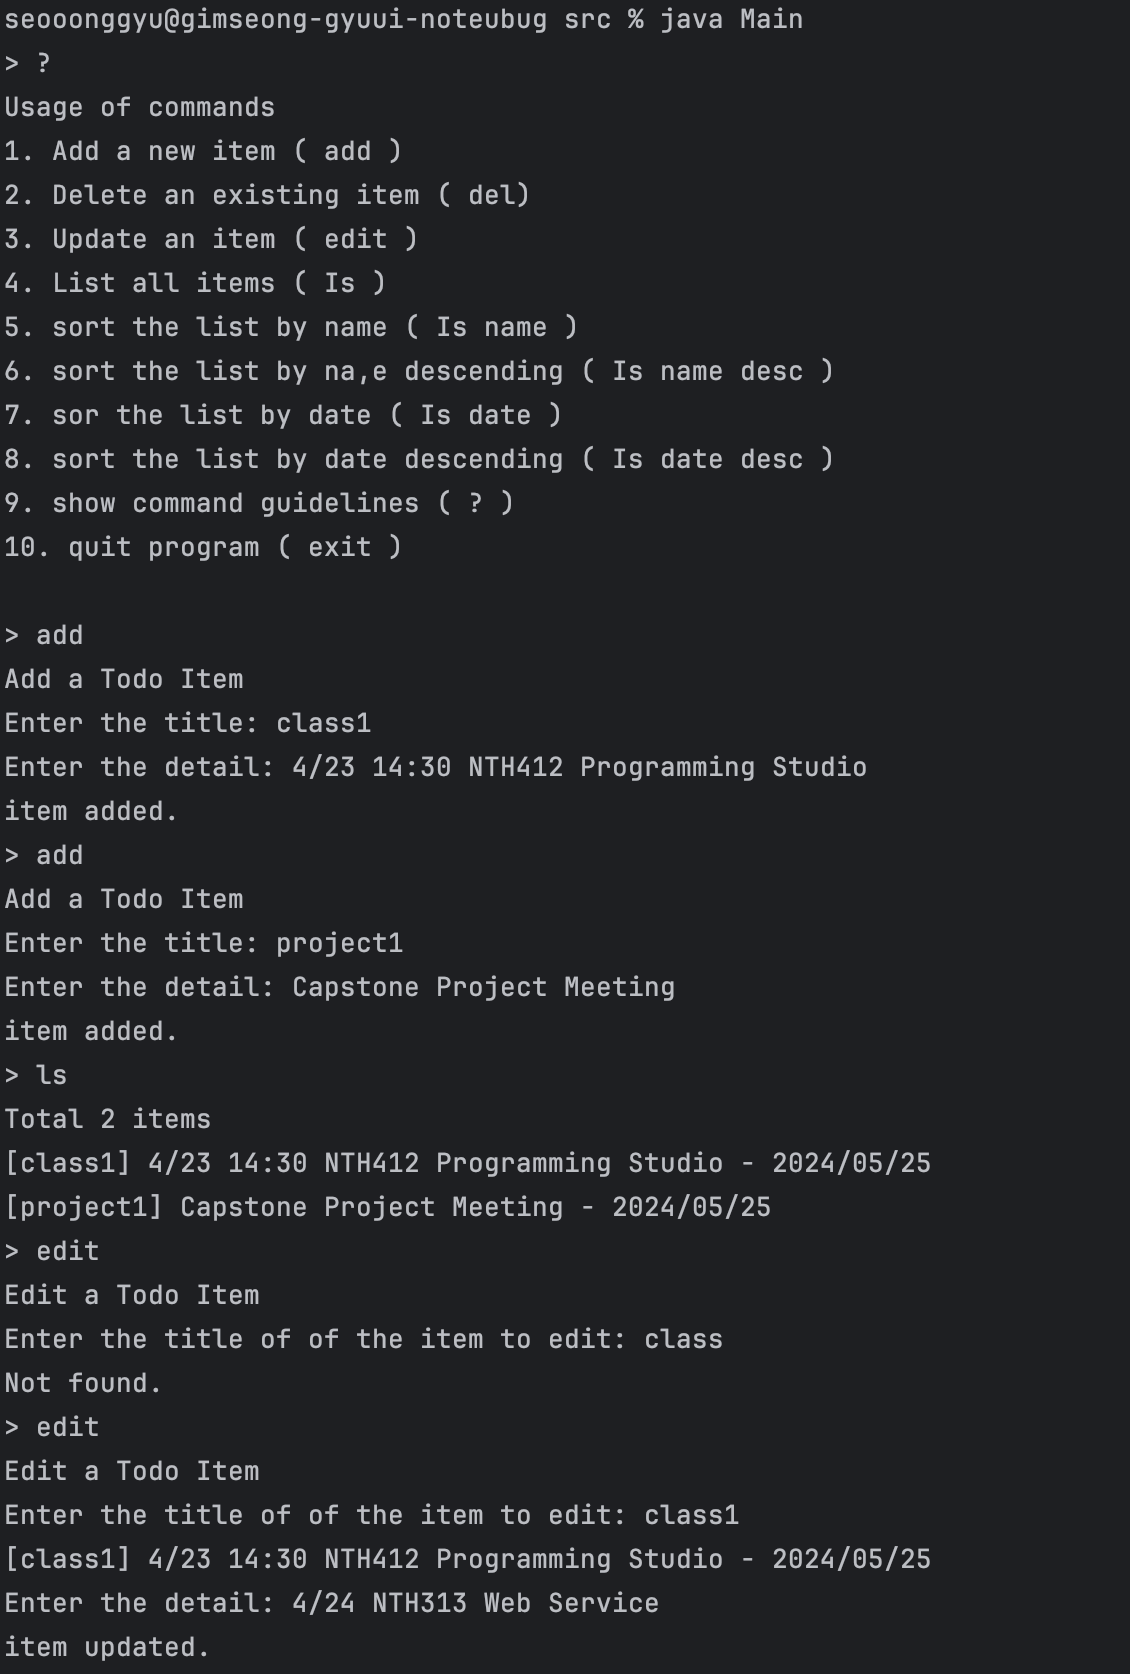 seooonggyu@gimseong-gyuui-noteubug src % java Main
> ?
Usage of commands
1. Add a new item ( add )
2. Delete an existing item ( del)
3. Update an item ( edit )
4. List all items ( Is )
5. sort the list by name ( Is name )
6. sort the list by na,e descending ( Is name desc )
7. sor the list by date ( Is date )
8. sort the list by date descending ( Is date desc )
9. show command guidelines ( ? )
10. quit program ( exit )
> add
Add a Todo Item
Enter the title: class1
Enter the detail: 4/23 14:30 NTH412 Programming Studio
item added.
> add
Add a Todo Item
Enter the title: project1
Enter the detail: Capstone Project Meeting
item added.
> ls
Total 2 items
[class1] 4/23 14:30 NTH412 Programming Studio - 2024/05/25
[project1] Capstone Project Meeting - 2024/05/25
> edit
Edit a Todo Item
Enter the title of of the item to edit: class
Not found.
> edit
Edit a Todo Item
Enter the title of of the item to edit: class1
[class1] 4/23 14:30 NTH412 Programming Studio - 2024/05/25
Enter the detail: 4/24 NTH313 Web Service
item updated.